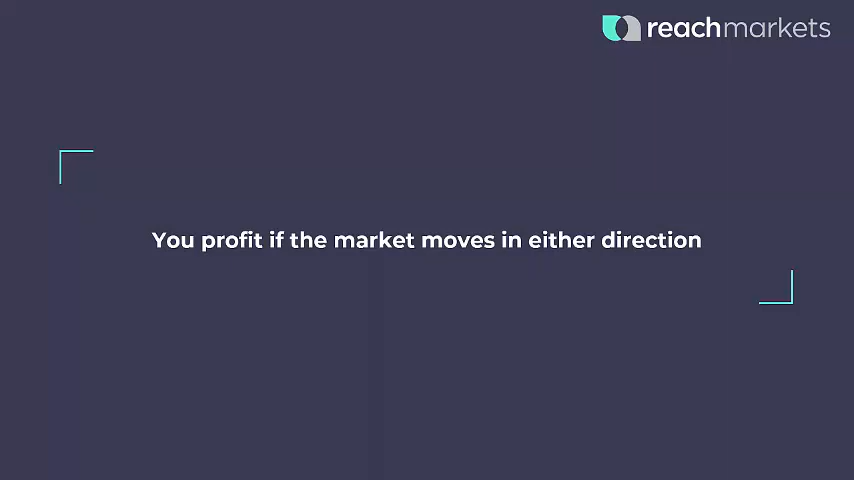 reachmarkets
You profit if the market moves in either direction